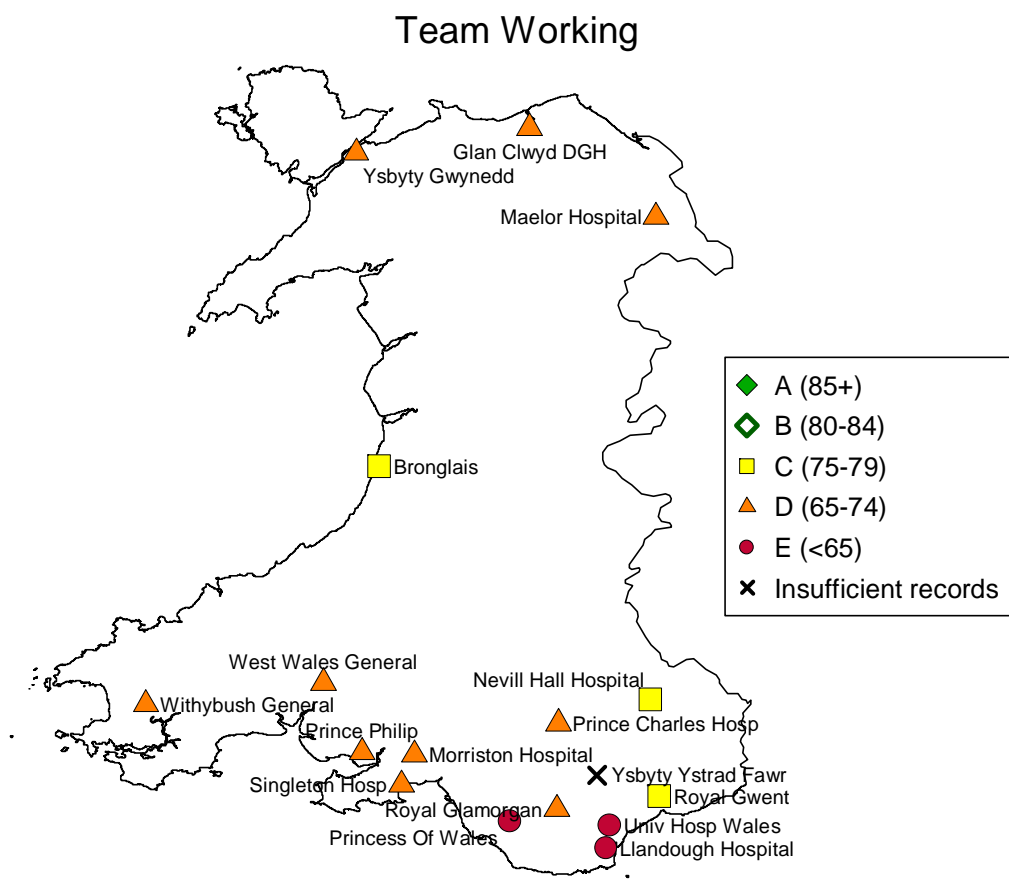 Team Working
Glan Clwyd DGH
Ysbyty Gwynedd
Maelor Hospital
A (85+)
B (80-84)
C (75-79)
D (65-74)
E (<65)
Insufficient records
Bronglais
West Wales General
Nevill Hall Hospital
Withybush General
Prince Charles Hosp
Prince Philip
Morriston Hospital
Ysbyty Ystrad Fawr
Singleton Hosp
Royal Gwent
Royal Glamorgan
Univ Hosp Wales
Princess Of Wales
Llandough Hospital